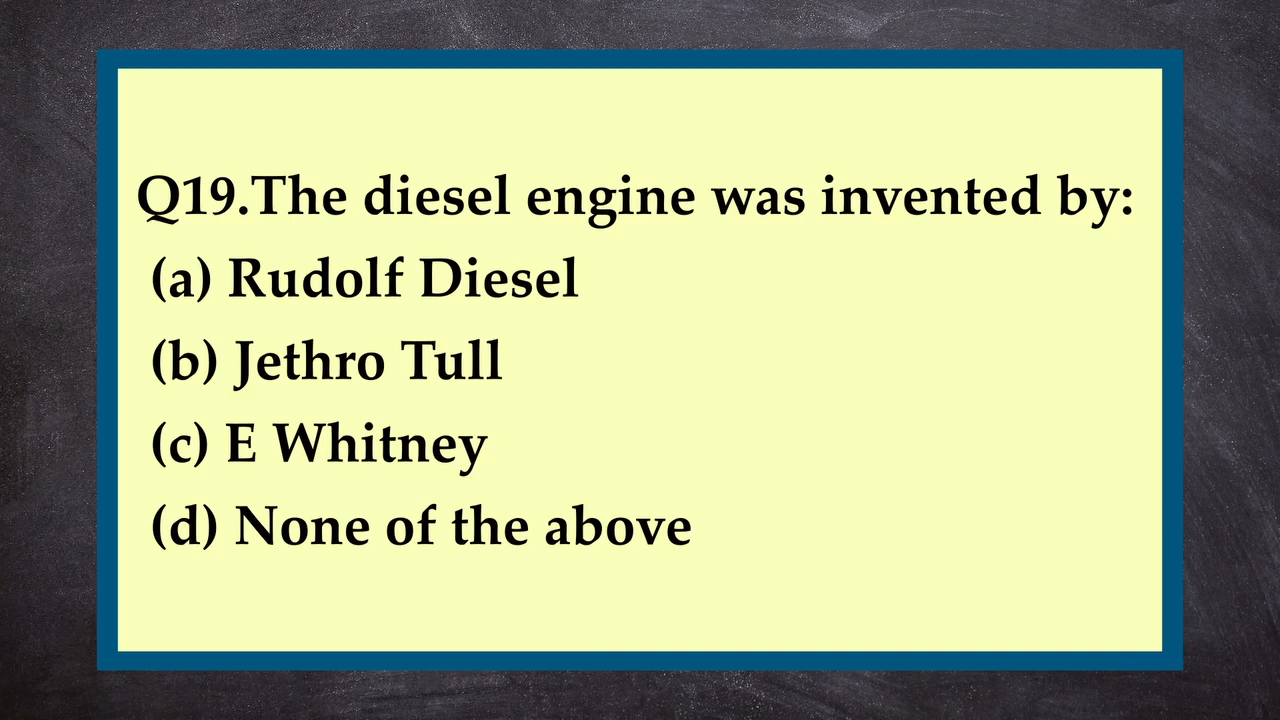 Q19.The diesel engine was invented by:
(a) Rudolf Diesel
(b) Jethro Tull
(c) E Whitney
(d) None of the above